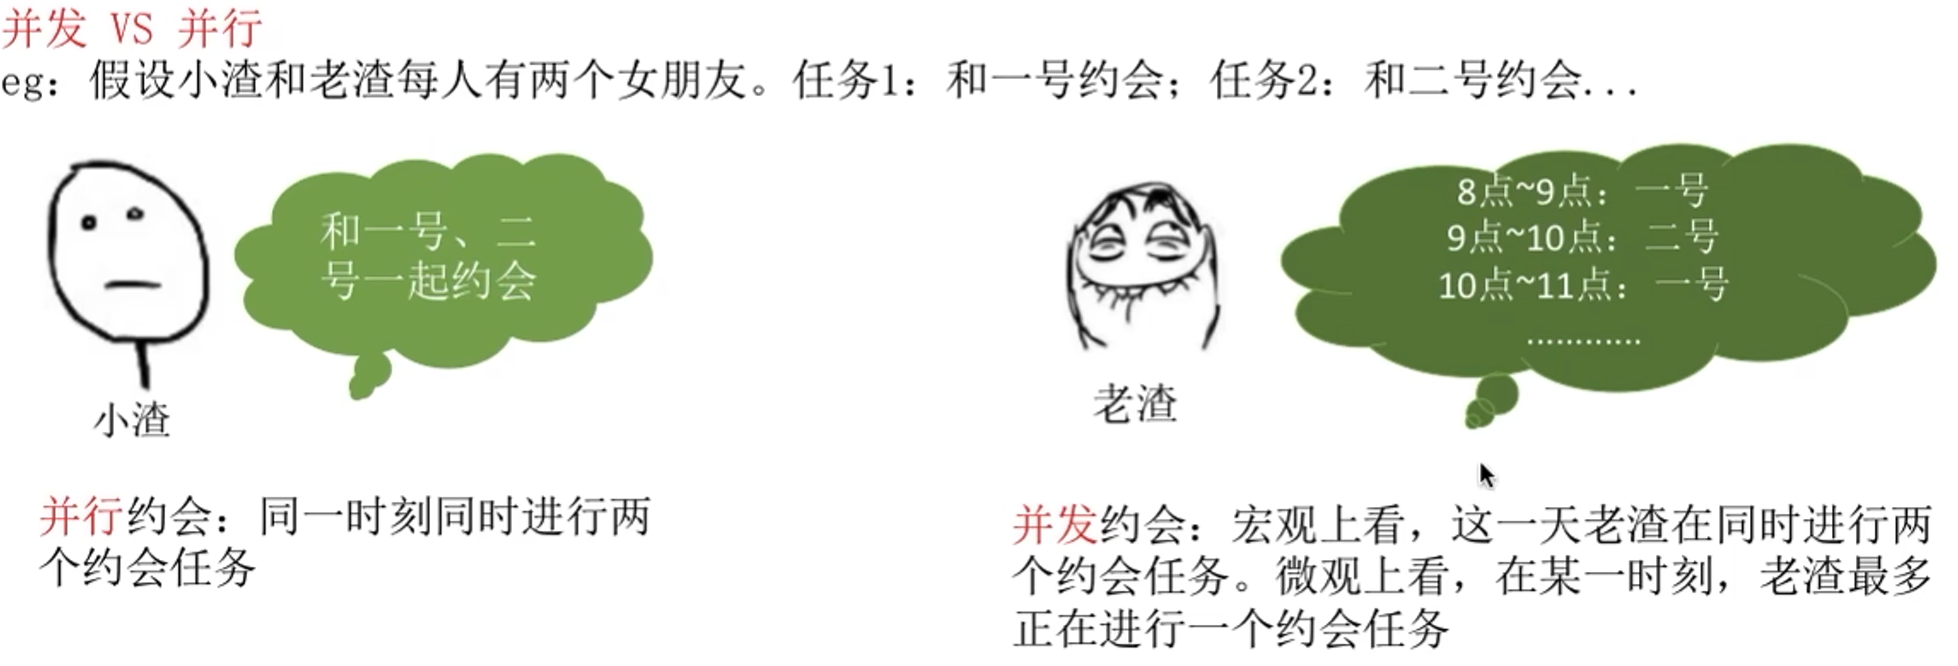 并发 VS 并行
eg：假设小渣和老渣每人有两个女朋友。任务1：和一号约会；任务2：和二号约会...
和一号、二
号一起约会
小渣
并行约会：同一时刻同时进行两
个约会任务
8点~9点： 一号
9点~10点： 二号
10点~11点： 一号
............
老渣
并发约会：宏观上看，这一天老渣在同时进行两
个约会任务。微观上看，在某一时刻，老渣最多
正在进行一个约会任务